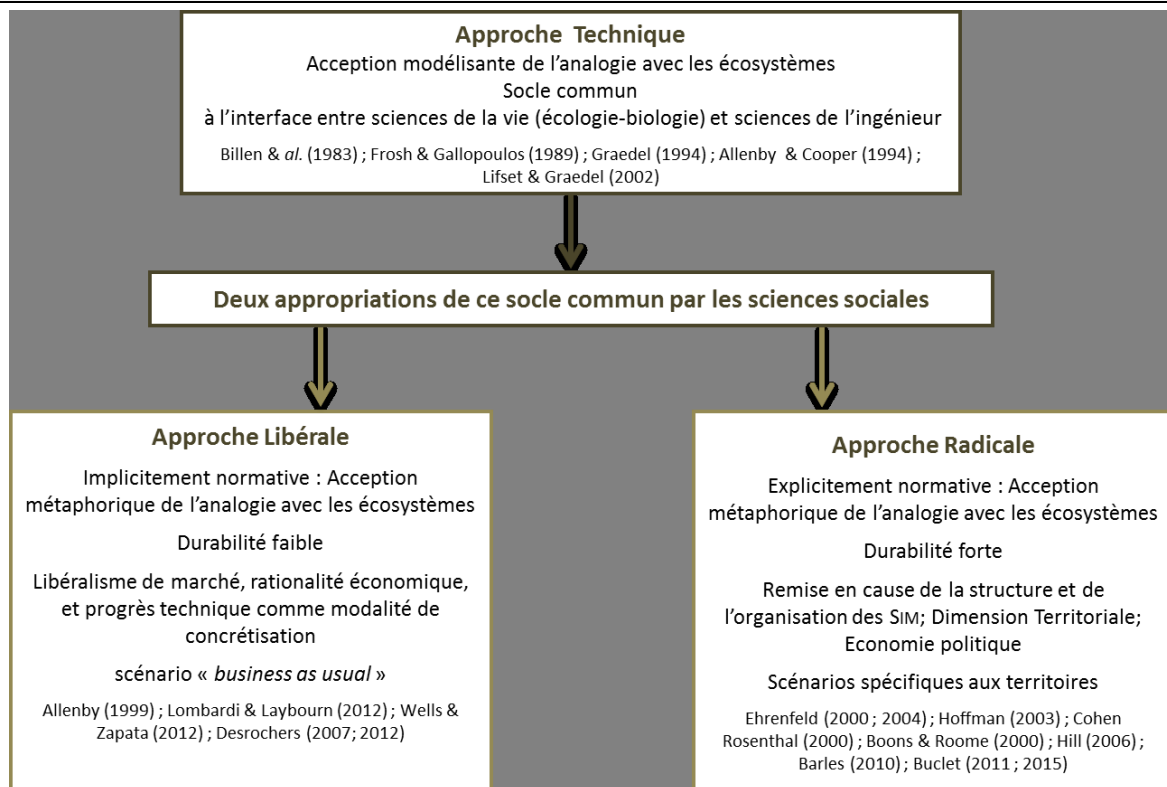 Approche Technique
Acception modélisante de l'analogie avec les écosystèmes
Socle commun
à l'interface entre sciences de la vie (écologie-biologie) et sciences de l'ingénieur
Billen & al. (1983) ; Frosh & Gallopoulos (1989) ; Graedel (1994) ; Allenby & Cooper (1994) ;
Lifset & Graedel (2002)
Deux appropriations de ce socle commun par les sciences sociales
Approche Libérale
Implicitement normative : Acception
métaphorique de l'analogie avec les écosystèmes
Durabilité faible
Libéralisme de marché, rationalité économique,
et progrès technique comme modalité de
concrétisation
scénario « business as usual »
Allenby (1999) ; Lombardi & Laybourn (2012) ; Wells &
Zapata (2012) ; Desrochers (2007; 2012)
Approche Radicale
Explicitement normative : Acception
métaphorique de l'analogie avec les écosystèmes
Durabilité forte
Remise en cause de la structure et de
l'organisation des SIM; Dimension Territoriale;
Economie politique
Scénarios spécifiques aux territoires
Ehrenfeld (2000 ; 2004) ; Hoffman (2003) ; Cohen
Rosenthal (2000) ; Boons & Roome (2000) ; Hill (2006) ;
Barles (2010) ; Buclet (2011 ; 2015)